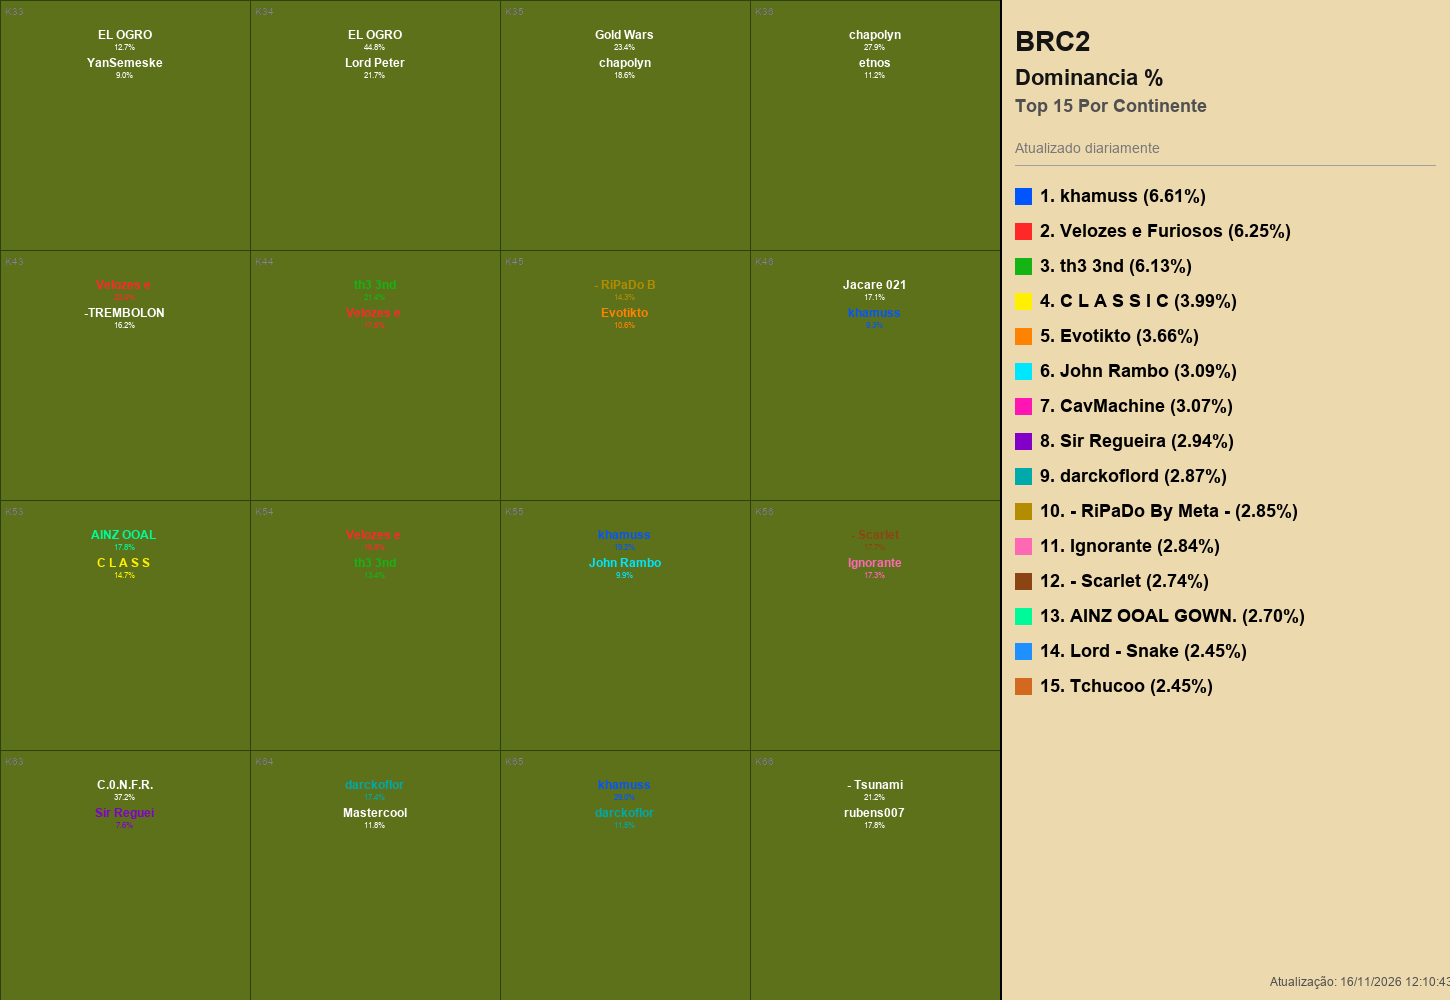 K33
EL OGRO
12.7%
YanSemeske
9.0%
K34
EL OGRO
44.8%
Lord Peter
21.7%
K35
Gold Wars
23.4%
chapolyn
18.6%
K36
chapolyn
27.9%
etnos
11.2%
K43
Velozes e
-TREMBOLON
16.2%
K44
th3 3nd
Velozes e
K45
- RiPaDo B
14.3%
Evotikto
10.6%
K46
Jacare 021
17.1%
khamuss
K53
AINZ OOAL
17.8%
C L A S S
14.7%
K54
Velozes e
th3 3nd
K55
khamuss
John Rambo
9.9%
K56
- Scarlet
Ignorante
17.3%
K63
C.0.N.F.R.
37.2%
Sir Reguei
K64
darckoflor
Mastercool
11.8%
K65
khamuss
darckoflor
K66
- Tsunami
21.2%
rubens007
17.8%
BRC2
Dominancia %
Top 15 Por Continente
Atualizado diariamente
1. khamuss (6.61%)
2. Velozes e Furiosos (6.25%)
3. th3 3nd (6.13%)
4. C L A S S I C (3.99%)
5. Evotikto (3.66%)
6. John Rambo (3.09%)
7. CavMachine (3.07%)
8. Sir Regueira (2.94%)
9. darckoflord (2.87%)
10. - RiPaDo By Meta - (2.85%)
11. Ignorante (2.84%)
12. - Scarlet (2.74%)
13. AINZ OOAL GOWN. (2.70%)
14. Lord - Snake (2.45%)
15. Tchucoo (2.45%)
Atualização: 16/11/2026 12:10:43